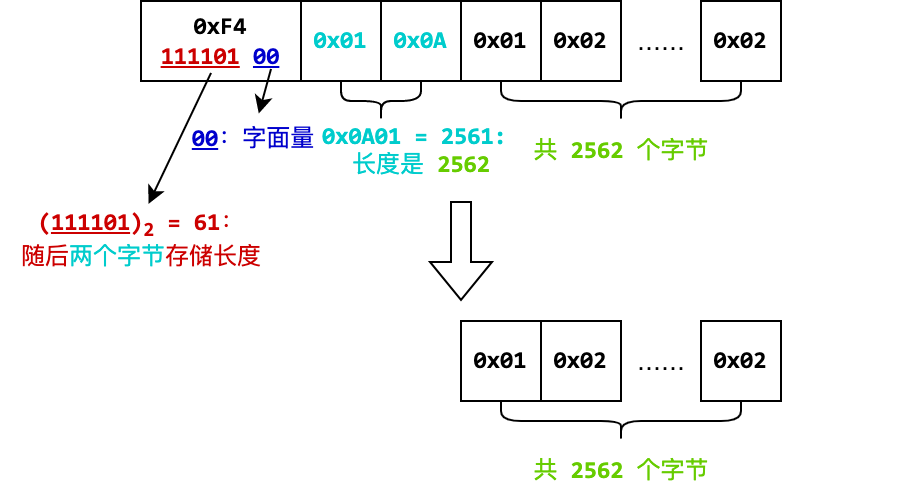 0xF4
111101 00 0x01 0x0A 0x01 0x02 …… 0x02
00：字面量
0x0A01 = 2561:
长度是 2562
共 2562 个字节
(111101)2 = 61:
随后两个字节存储长度
0x01 0x02 …… 0x02
共 2562 个字节